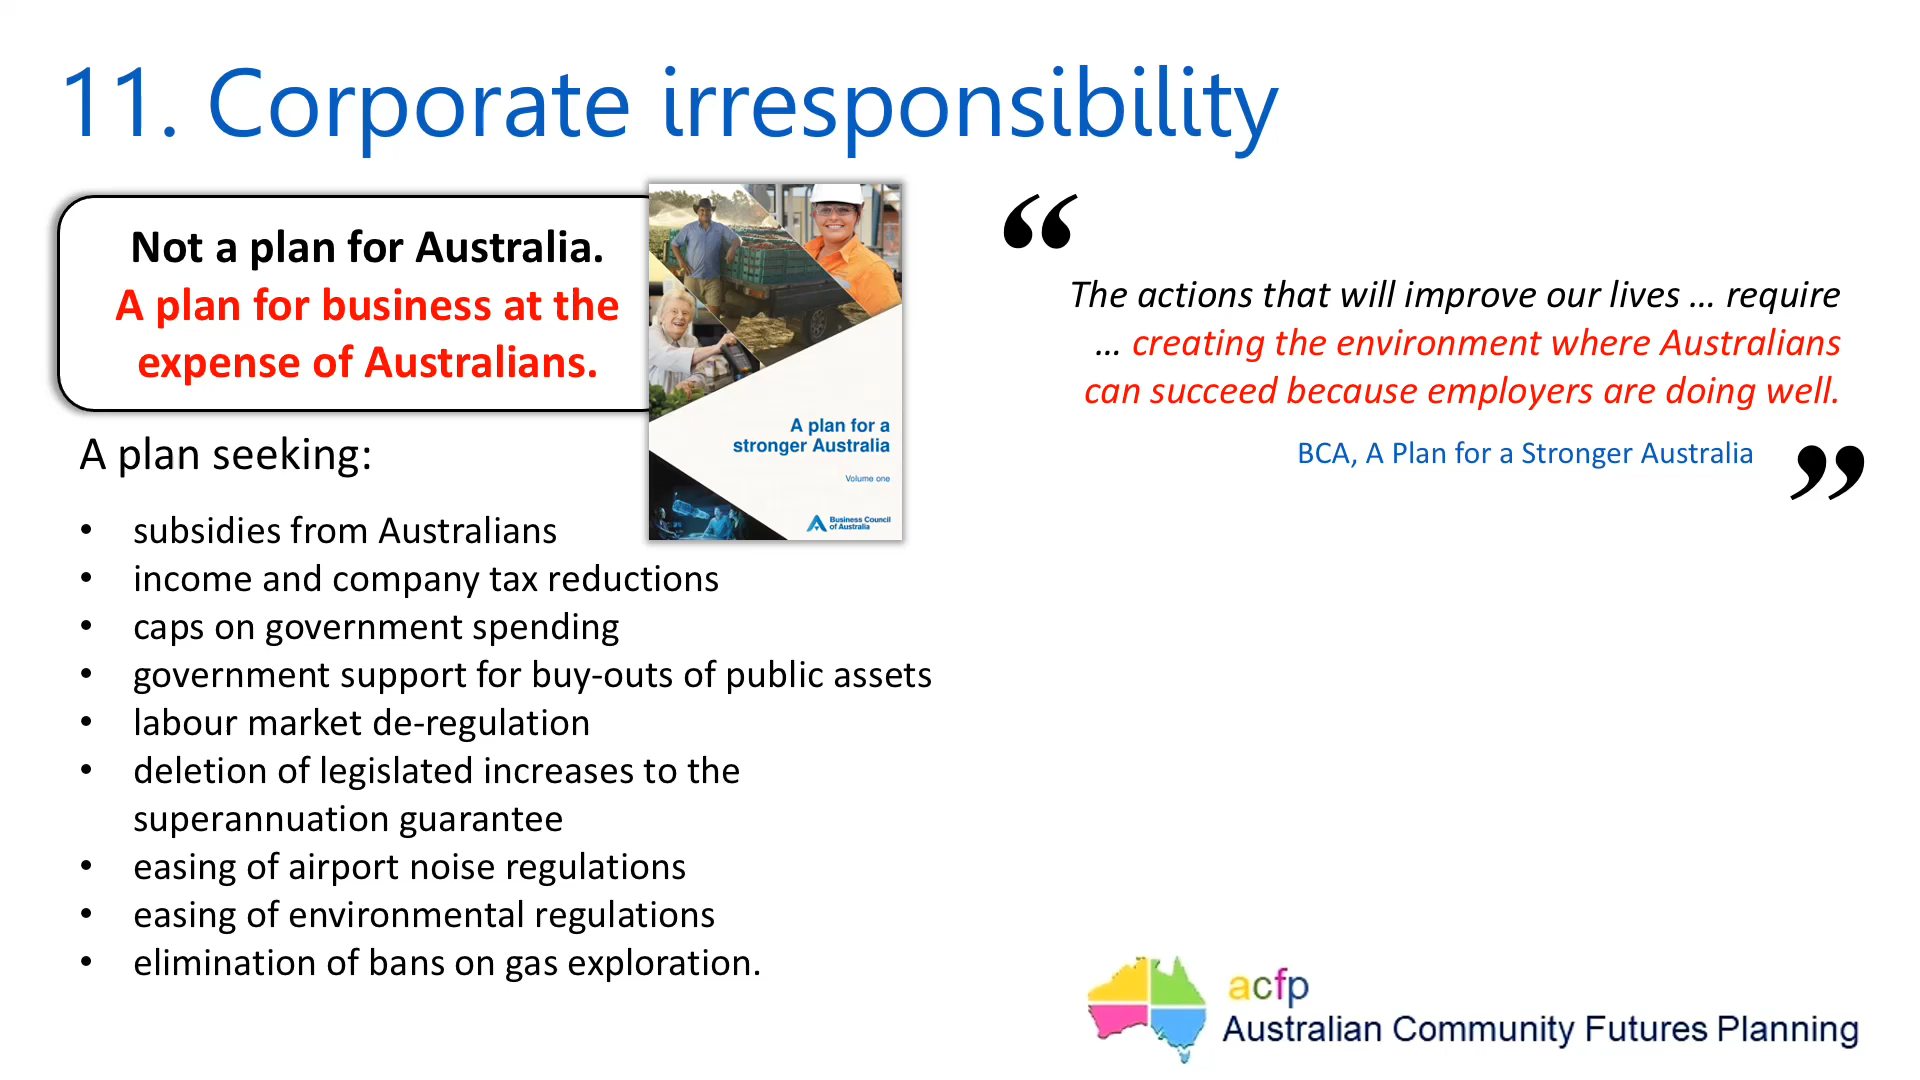 11. Corporate irresponsibility
Not a plan for Australia.
A plan for business at the
expense of Australians.
A plan for a
stronger Australia
Volume one
Business Council
of Australia
A plan seeking:
• subsidies from Australians
• income and company tax reductions
• caps on government spending
• government support for buy-outs of public assets
• labour market de-regulation
• deletion of legislated increases to the
superannuation guarantee
• easing of airport noise regulations
• easing of environmental regulations
• elimination of bans on gas exploration.
“
The actions that will improve our lives … require
… creating the environment where Australians
can succeed because employers are doing well.
BCA, A Plan for a Stronger Australia
”
acfp
Australian Community Futures Planning